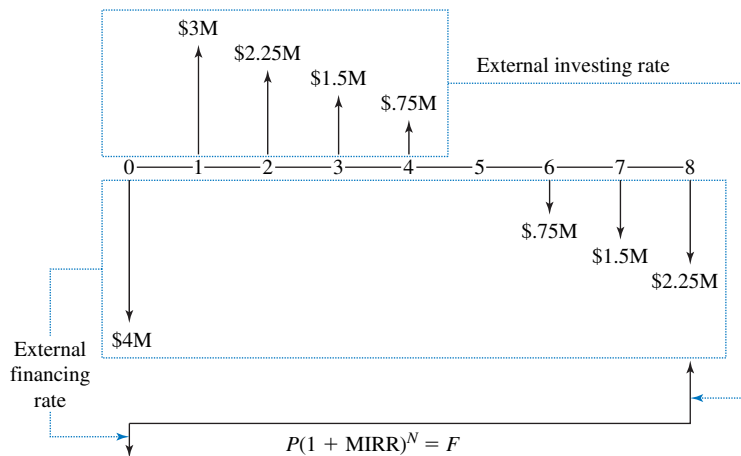 $3M
$2.25M
$1.5M
$.75M
External investing rate
0 1 2 3 4 5 6 7 8
$.75M
$1.5M
$2.25M
$4M
External
financing
rate
P(1 + MIRR)^N = F